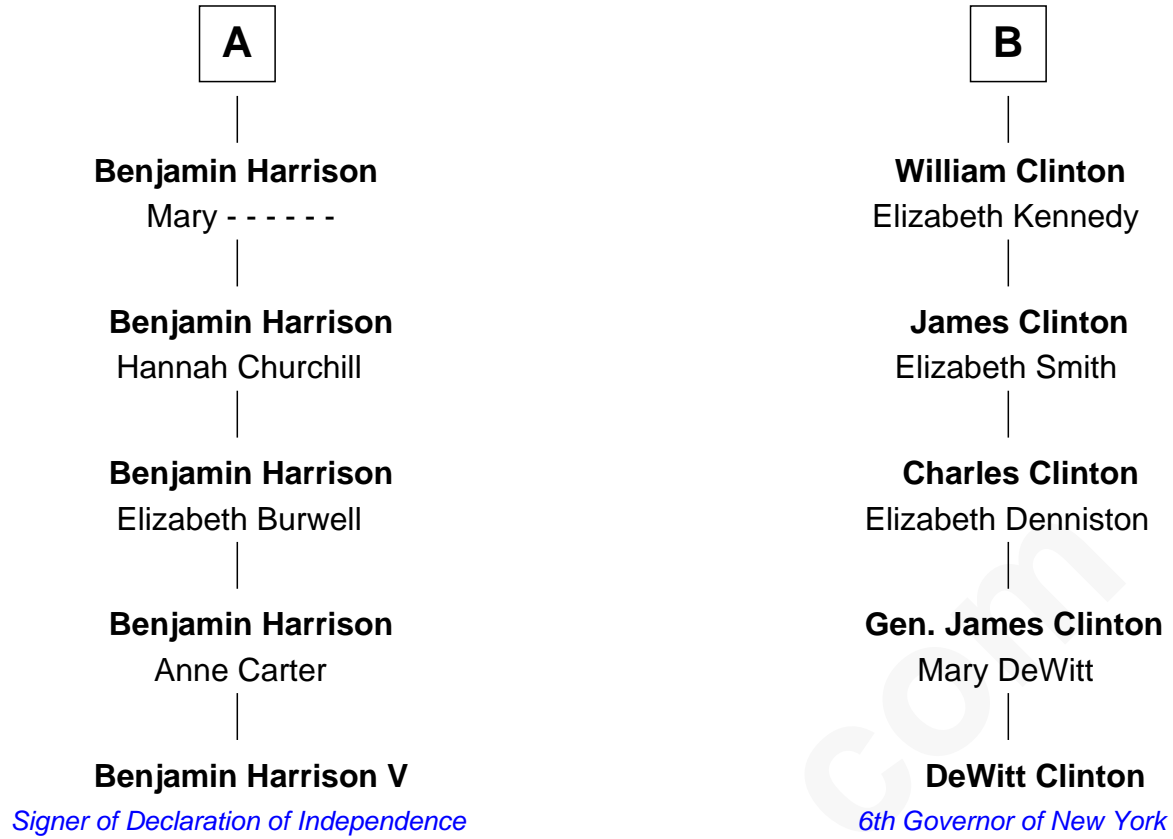 A
Benjamin Harrison
Mary - - - - - -
Benjamin Harrison
Hannah Churchill
Benjamin Harrison
Elizabeth Burwell
Benjamin Harrison
Anne Carter
Benjamin Harrison V
Signer of Declaration of Independence
B
William Clinton
Elizabeth Kennedy
James Clinton
Elizabeth Smith
Charles Clinton
Elizabeth Denniston
Gen. James Clinton
Mary DeWitt
DeWitt Clinton
6th Governor of New York
com